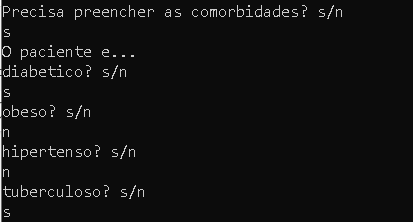 Precisa preencher as comorbidades? s/n
s
O paciente e...
diabetico? s/n
s
obeso? s/n
n
hipertenso? s/n
n
tuberculoso? s/n
s